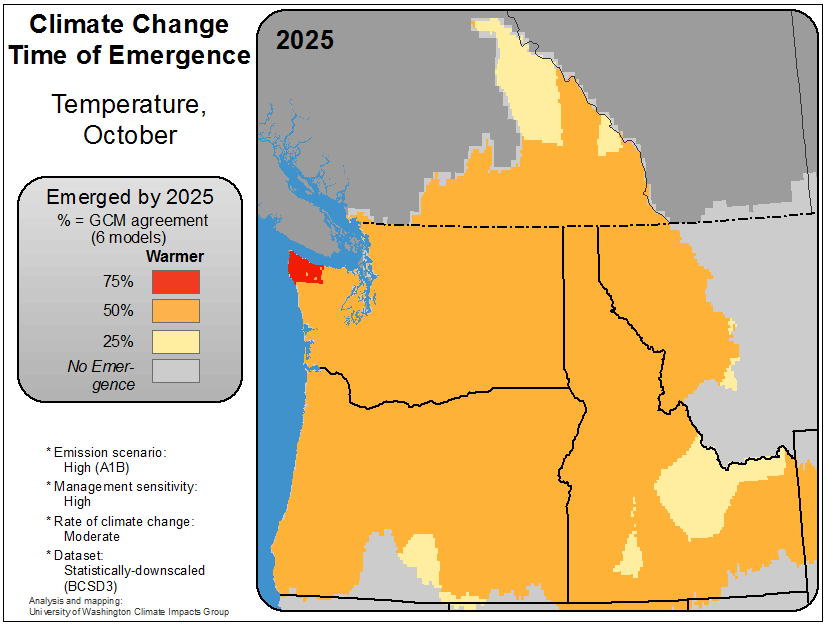 Climate Change
Time of Emergence
Temperature,
October
2025
Emerged by 2025
% = GCM agreement
(6 models)
Warmer
75%
50%
25%
No Emer-
gence
* Emission scenario:
High (A1B)
* Management sensitivity:
High
* Rate of climate change:
Moderate
* Dataset:
Statistically-downscaled
(BCSD3)
Analysis and mapping:
University of Washington Climate Impacts Group